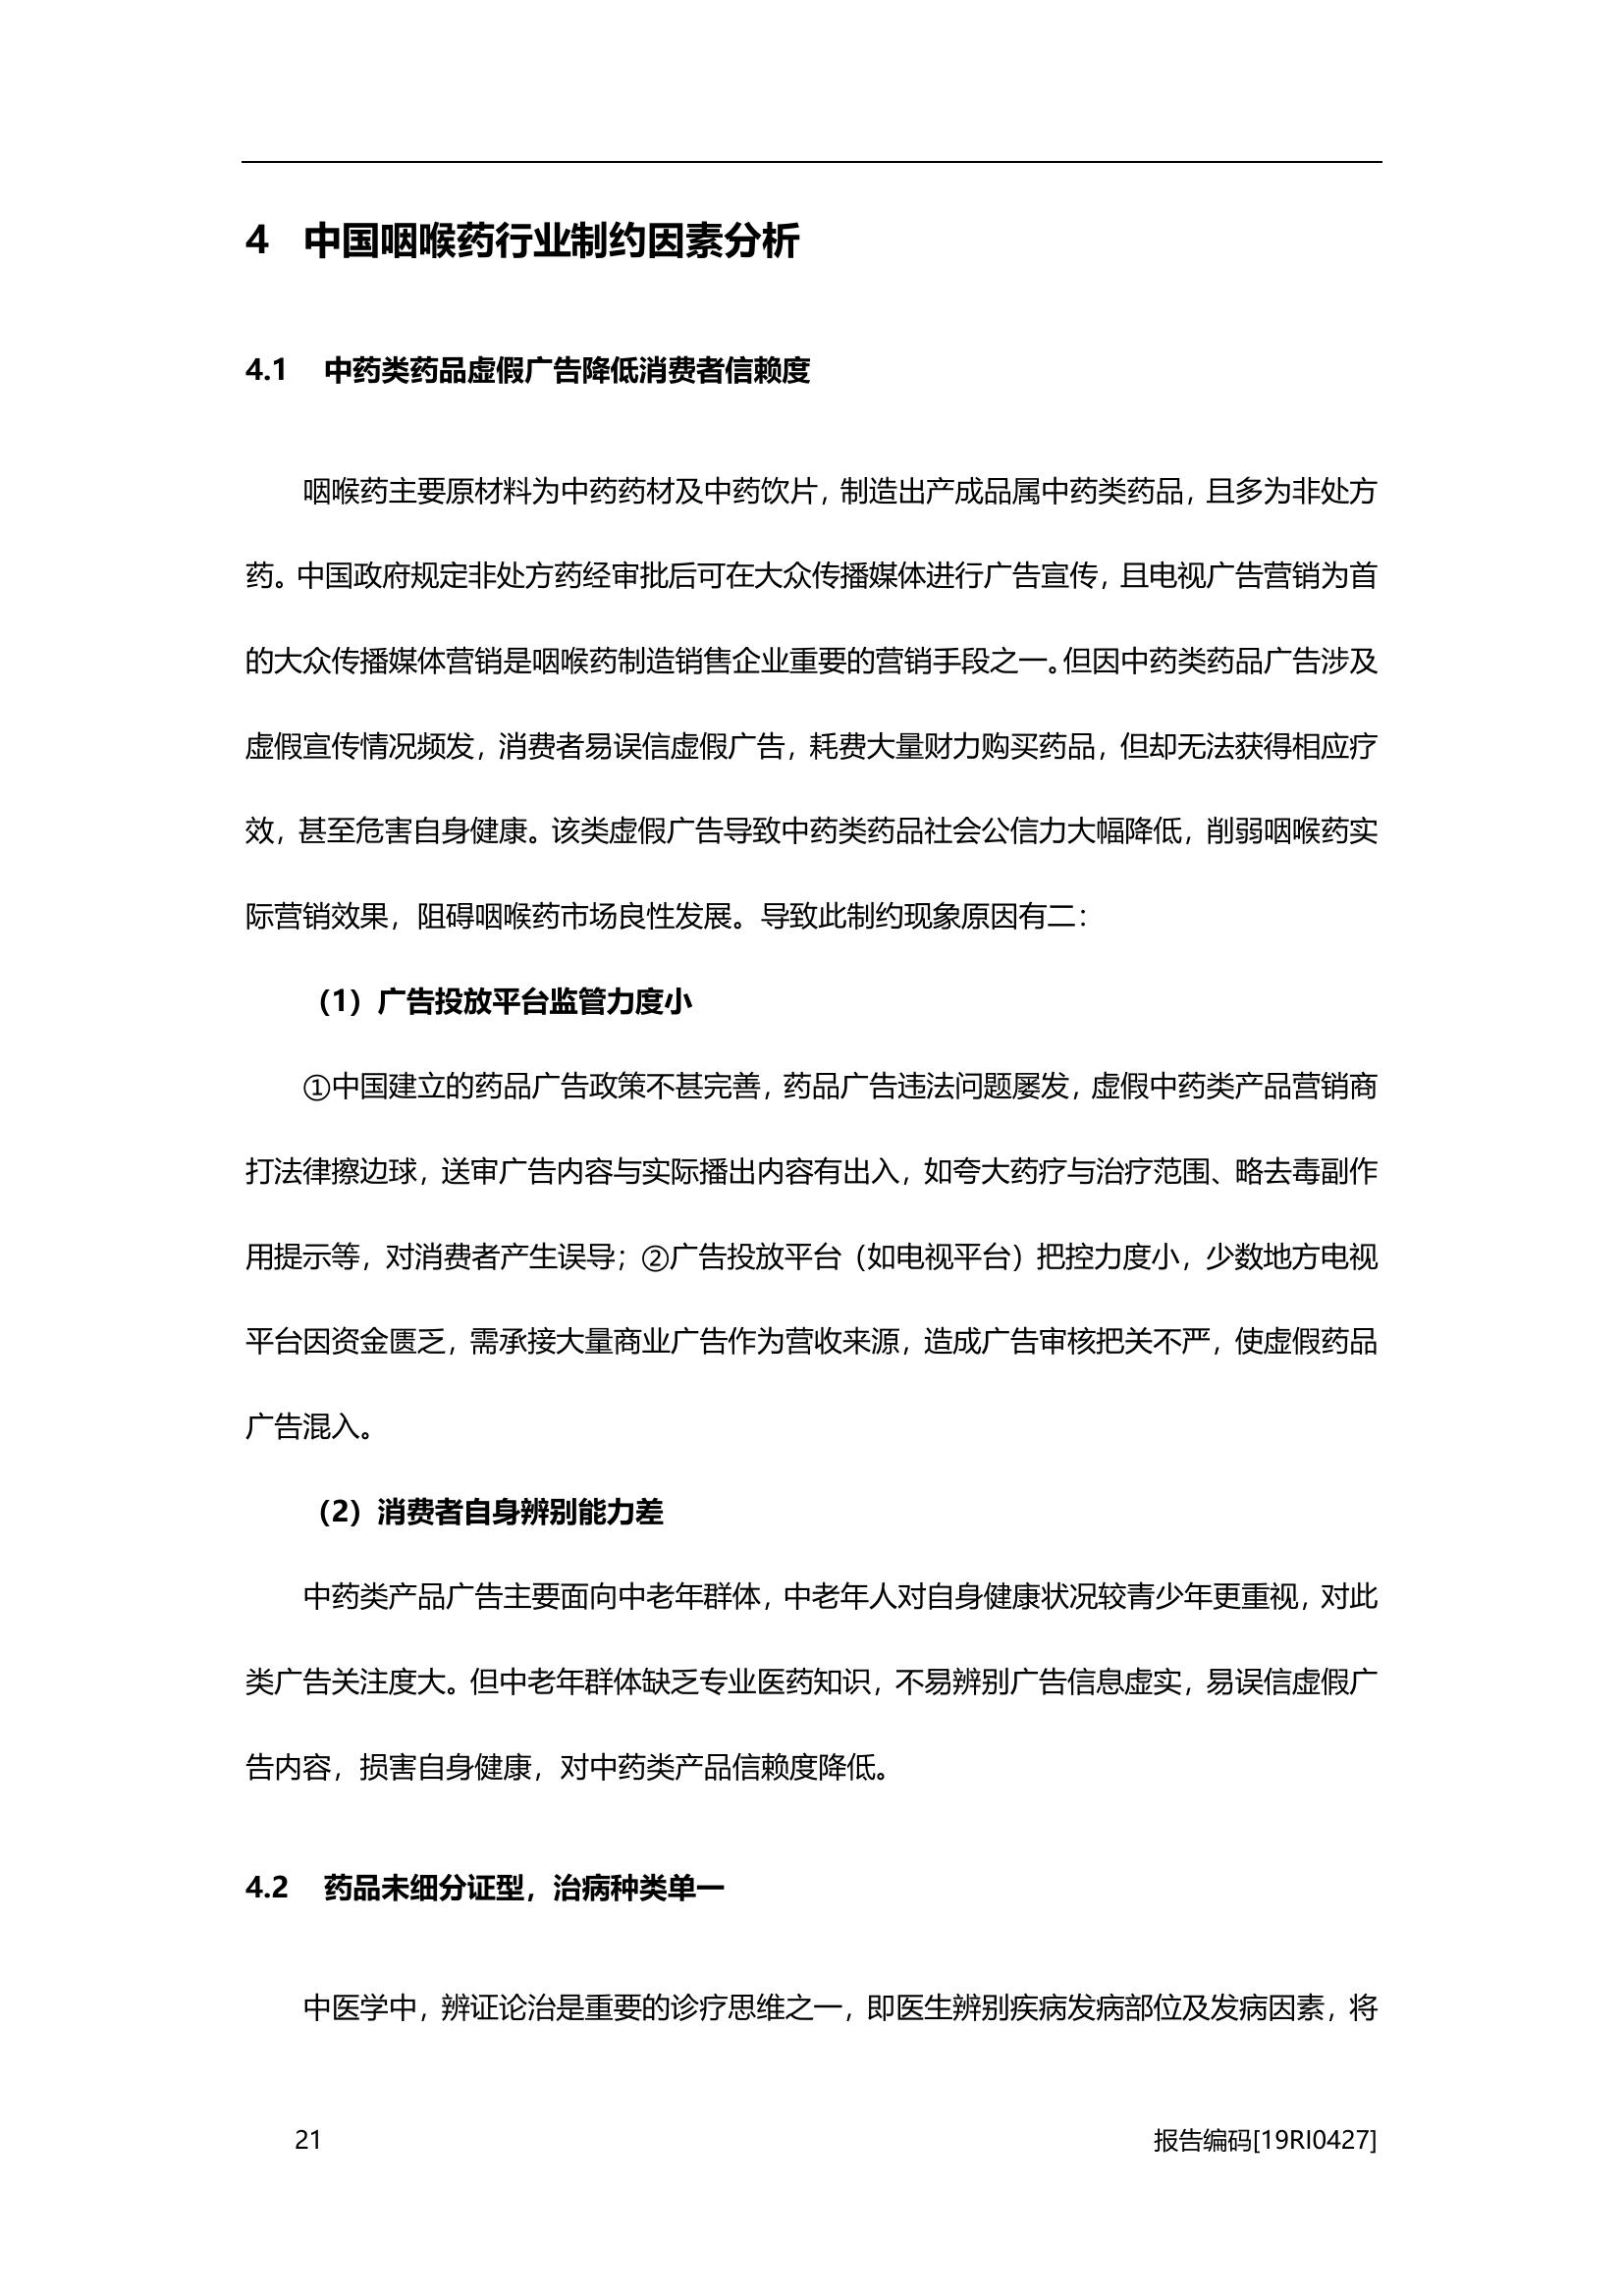 4 中国咽喉药行业制约因素分析
4.1 中药类药品虚假广告降低消费者信赖度
咽喉药主要原材料为中药药材及中药饮片，制造出产成品属中药类药品，且多为非处方
药。中国政府规定非处方药经审批后可在大众传播媒体进行广告宣传，且电视广告营销为首
的大众传播媒体营销是咽喉药制造销售企业重要的营销手段之一。但因中药类药品广告涉及
虚假宣传情况频发，消费者易误信虚假广告，耗费大量财力购买药品，但却无法获得相应疗
效，甚至危害自身健康。该类虚假广告导致中药类药品社会公信力大幅降低，削弱咽喉药实
际营销效果，阻碍咽喉药市场良性发展。导致此制约现象原因有二：
（1）广告投放平台监管力度小
①中国建立的药品广告政策不甚完善，药品广告违法问题屡发，虚假中药类产品营销商
打法律擦边球，送审广告内容与实际播出内容有出入，如夸大药疗与治疗范围、略去毒副作
用提示等，对消费者产生误导；②广告投放平台（如电视平台）把控力度小，少数地方电视
平台因资金匮乏，需承接大量商业广告作为营收来源，造成广告审核把关不严，使虚假药品
广告混入。
（2）消费者自身辨别能力差
中药类产品广告主要面向中老年群体，中老年人对自身健康状况较青少年更重视，对此
类广告关注度大。但中老年群体缺乏专业医药知识，不易辨别广告信息虚实，易误信虚假广
告内容，损害自身健康，对中药类产品信赖度降低。
4.2 药品未细分证型，治病种类单一
中医学中，辨证论治是重要的诊疗思维之一，即医生辨别疾病发病部位及发病因素，将
21 报告编码[19RI0427]